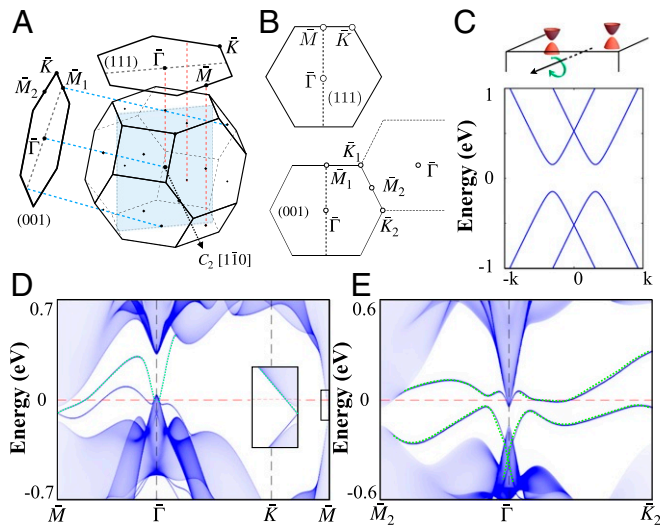 A
(111)
Γ̄
K̄
M̄
K̄
M̄₁
M̄₂
Γ̄
(001)
C₂ [11̄0]
B
M̄ K̄
Γ̄
(111)
K̄₁
M̄₁
M̄₂
Γ̄
(001)
Γ̄
K̄₂
C
Energy (eV)
1
0
-1
-k 0 k
D
Energy (eV)
0.7
0
-0.7
M̄ Γ̄ K̄ M̄
E
Energy (eV)
0.6
0
-0.6
M̄₂ Γ̄ K̄₂